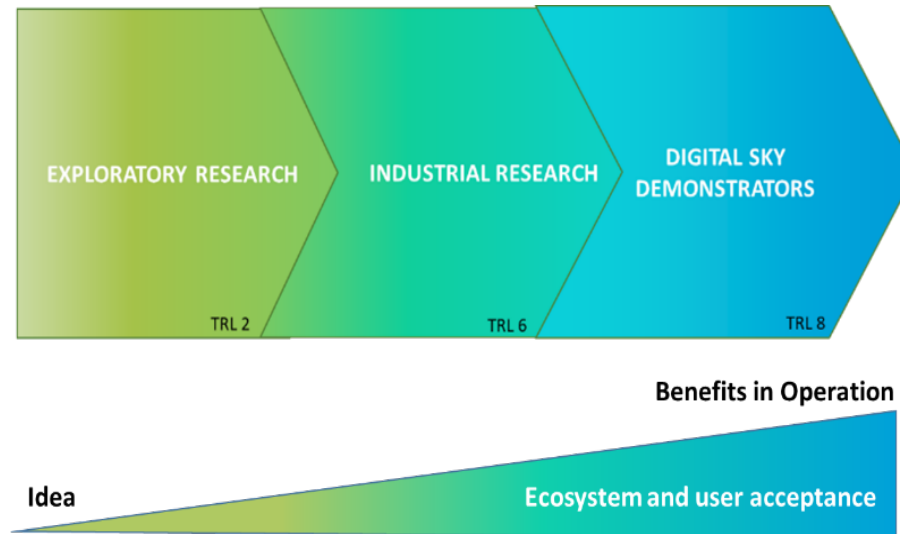 EXPLORATORY RESEARCH
INDUSTRIAL RESEARCH
DIGITAL SKY
DEMONSTRATORS
TRL 2
TRL 6
TRL 8
Benefits in Operation
Idea
Ecosystem and user acceptance